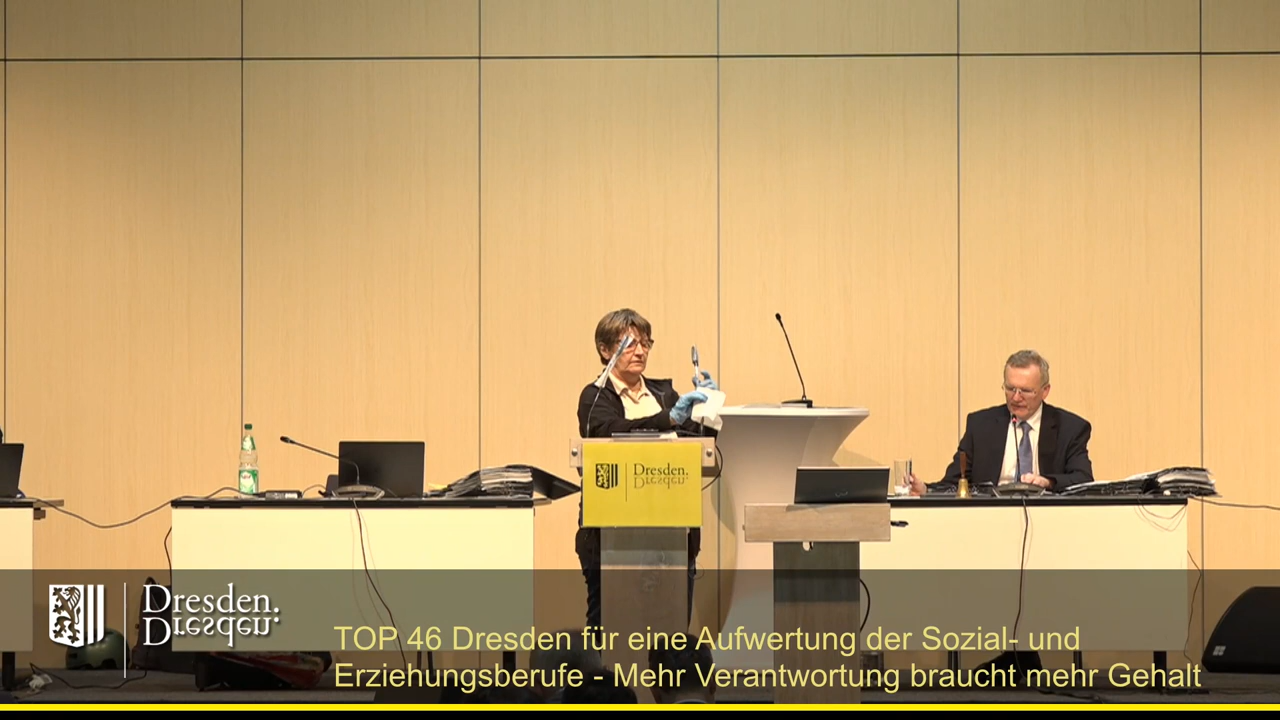 Dresden.
Dresden.
Dresden.
Dresden.
TOP 46 Dresden für eine Aufwertung der Sozial- und
Erziehungsberufe - Mehr Verantwortung braucht mehr Gehalt